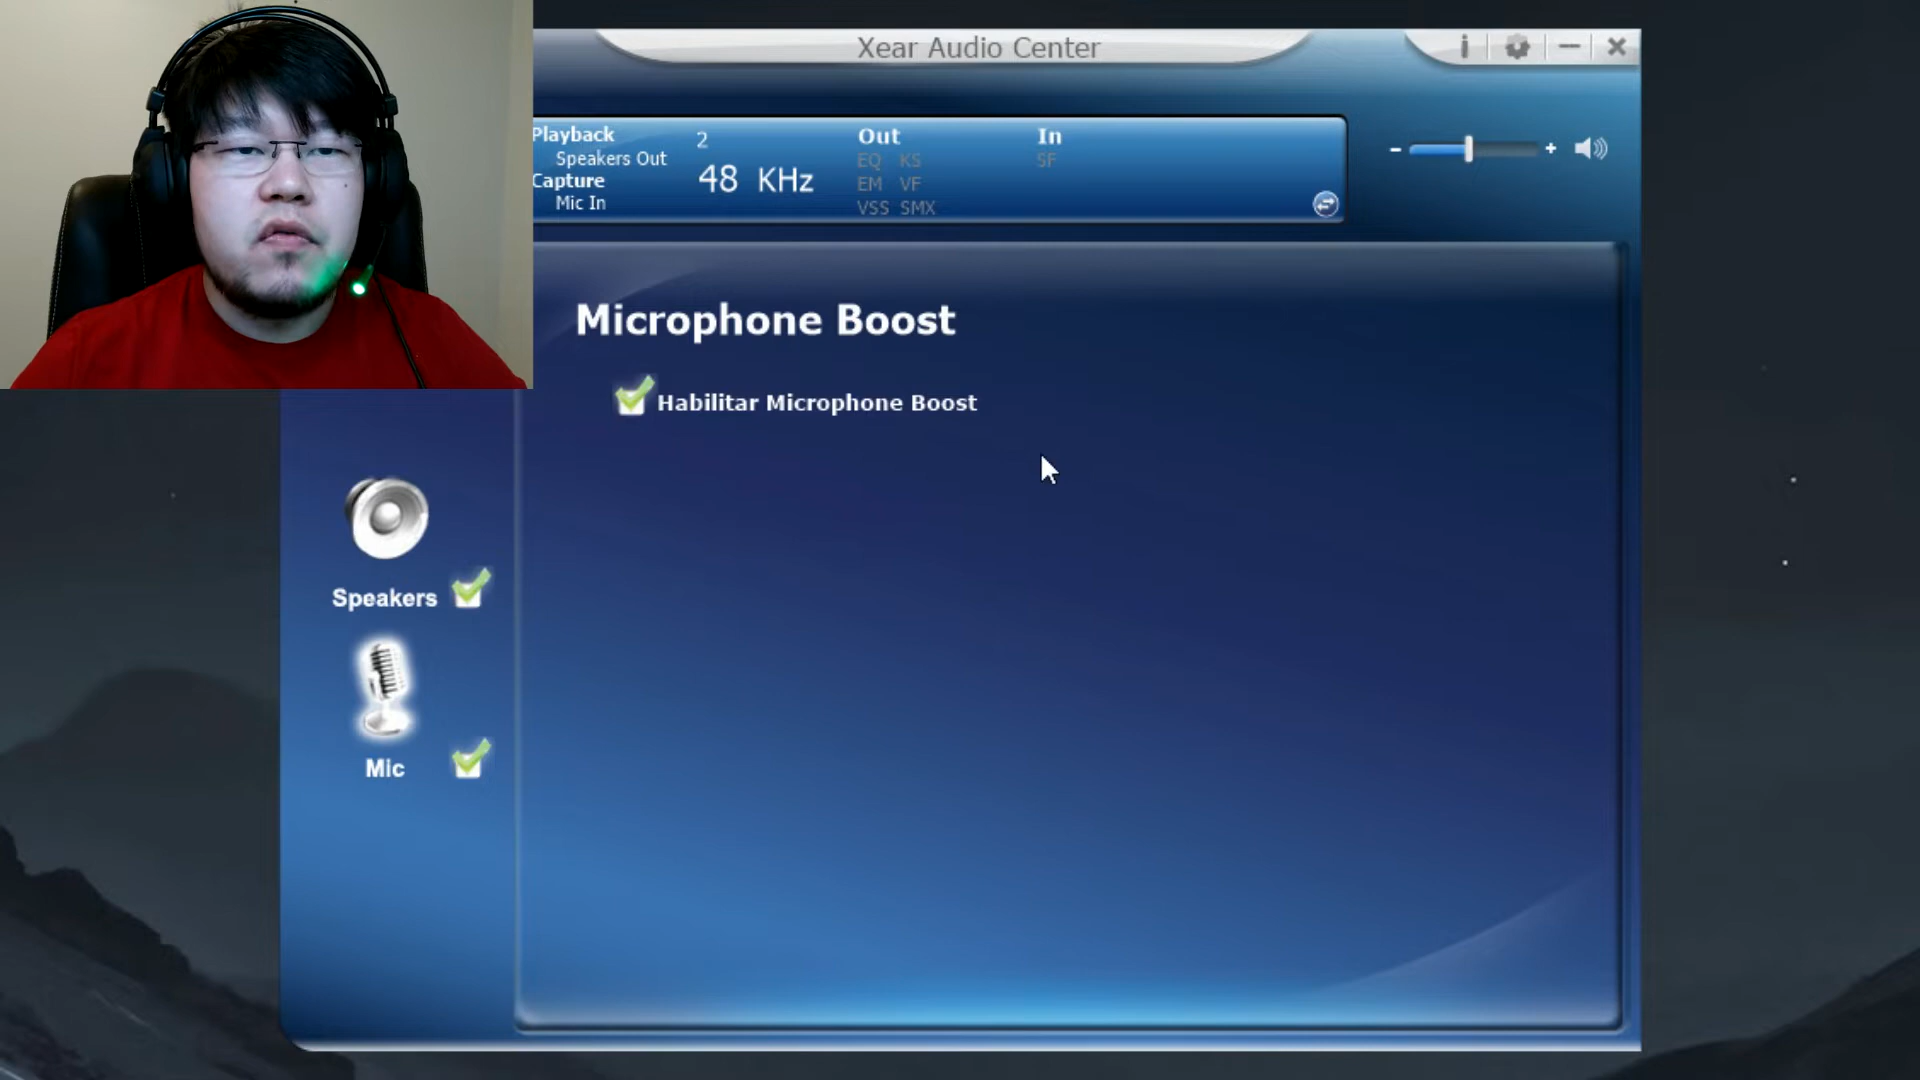 Xear Audio Center
Playback 2 Out In
Speakers Out EQ KS SF
Capture 48 KHz EM VF
Mic In VSS SMX
Microphone Boost
Habilitar Microphone Boost
Speakers
Mic